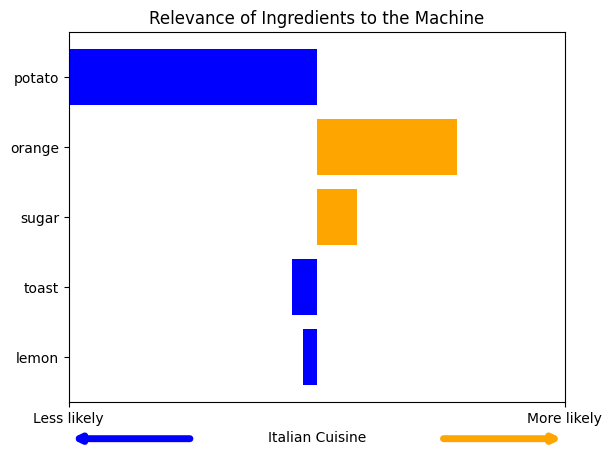 Relevance of Ingredients to the Machine
potato
orange
sugar
toast
lemon
Less likely
More likely
Italian Cuisine